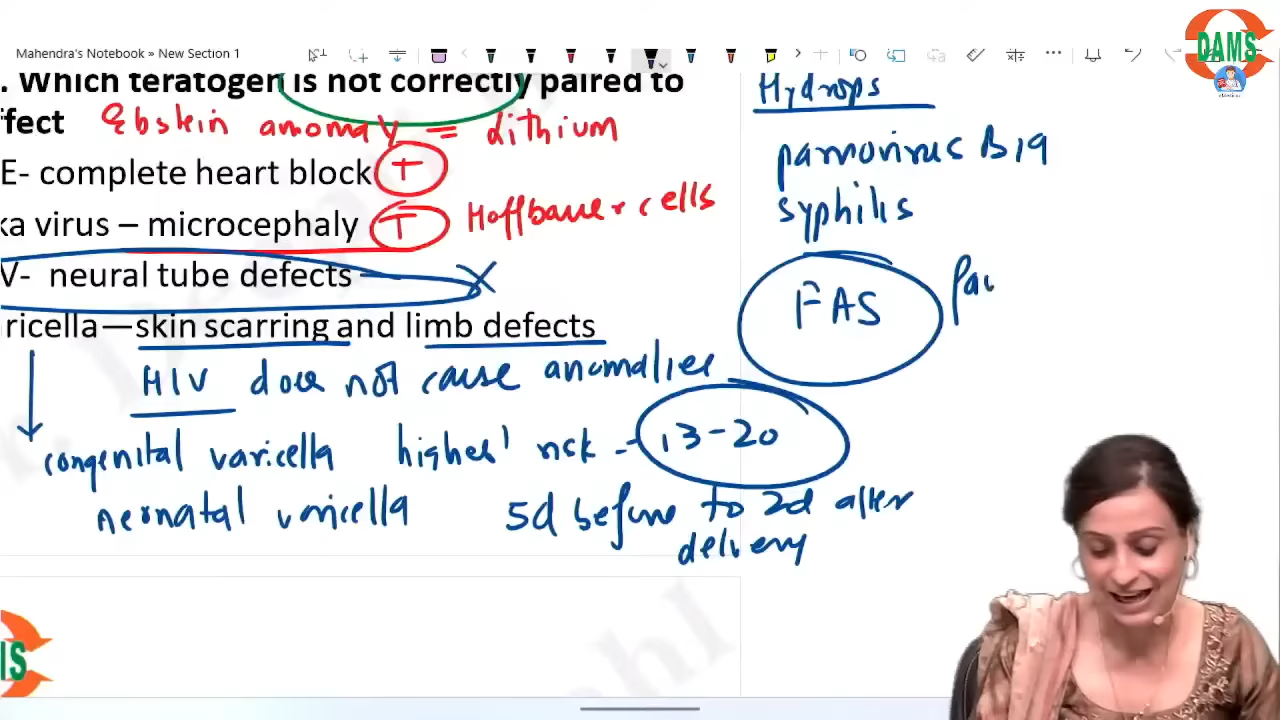 Mahendra's Notebook » New Section 1
DAMS
. Which teratogen is not correctly paired to
ffect Ebstein anomay = lithium
E- complete heart block T
ka virus – microcephaly T Hoffbauer cells
V- neural tube defects X
ricella—skin scarring and limb defects
HIV does not cause anomalies
congenital varicella highest risk - 13-20
neonatal varicella 5d before to 2d after
delivery
Hydrops
parvovirus B19
syphilis
FAS
IS